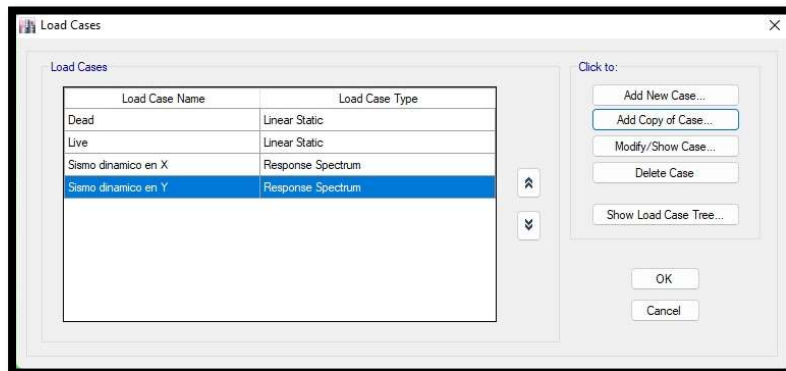 Load Cases
Load Cases
Click to:
Load Case Name Load Case Type
Dead Linear Static
Live Linear Static
Sismo dinamico en X Response Spectrum
Sismo dinamico en Y Response Spectrum
Add New Case...
Add Copy of Case...
Modify/Show Case...
Delete Case
Show Load Case Tree...
OK
Cancel